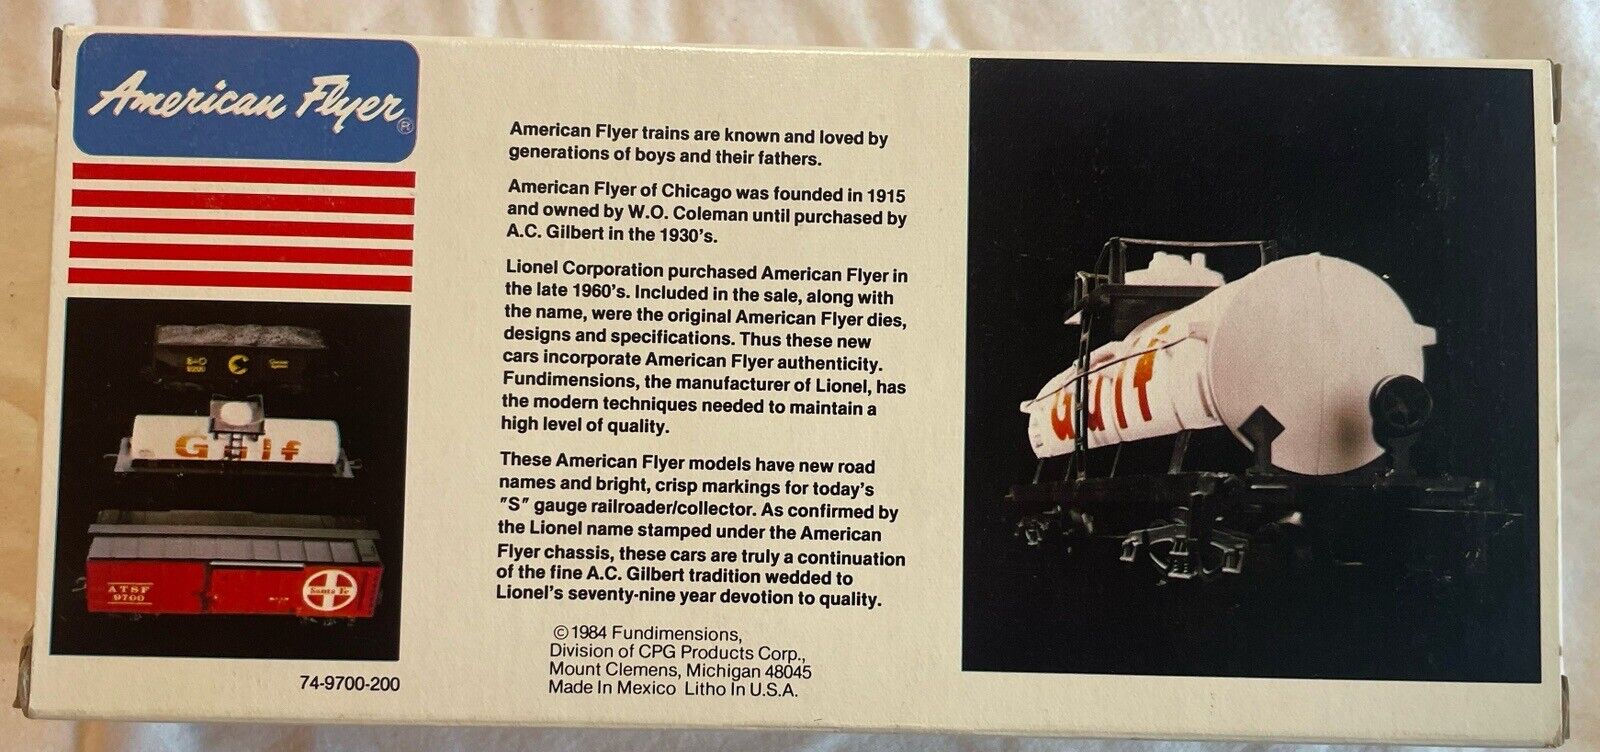 American Flyer®
B&O
C
ATSF
9700
Santa Fe
Gulf
74-9700-200
American Flyer trains are known and loved by
generations of boys and their fathers.
American Flyer of Chicago was founded in 1915
and owned by W.O. Coleman until purchased by
A.C. Gilbert in the 1930's.
Lionel Corporation purchased American Flyer in
the late 1960's. Included in the sale, along with
the name, were the original American Flyer dies,
designs and specifications. Thus these new
cars incorporate American Flyer authenticity.
Fundimensions, the manufacturer of Lionel, has
the modern techniques needed to maintain a
high level of quality.
These American Flyer models have new road
names and bright, crisp markings for today's
"S" gauge railroader/collector. As confirmed by
the Lionel name stamped under the American
Flyer chassis, these cars are truly a continuation
of the fine A.C. Gilbert tradition wedded to
Lionel's seventy-nine year devotion to quality.
©1984 Fundimensions,
Division of CPG Products Corp.,
Mount Clemens, Michigan 48045
Made In Mexico Litho In U.S.A.
Gulf